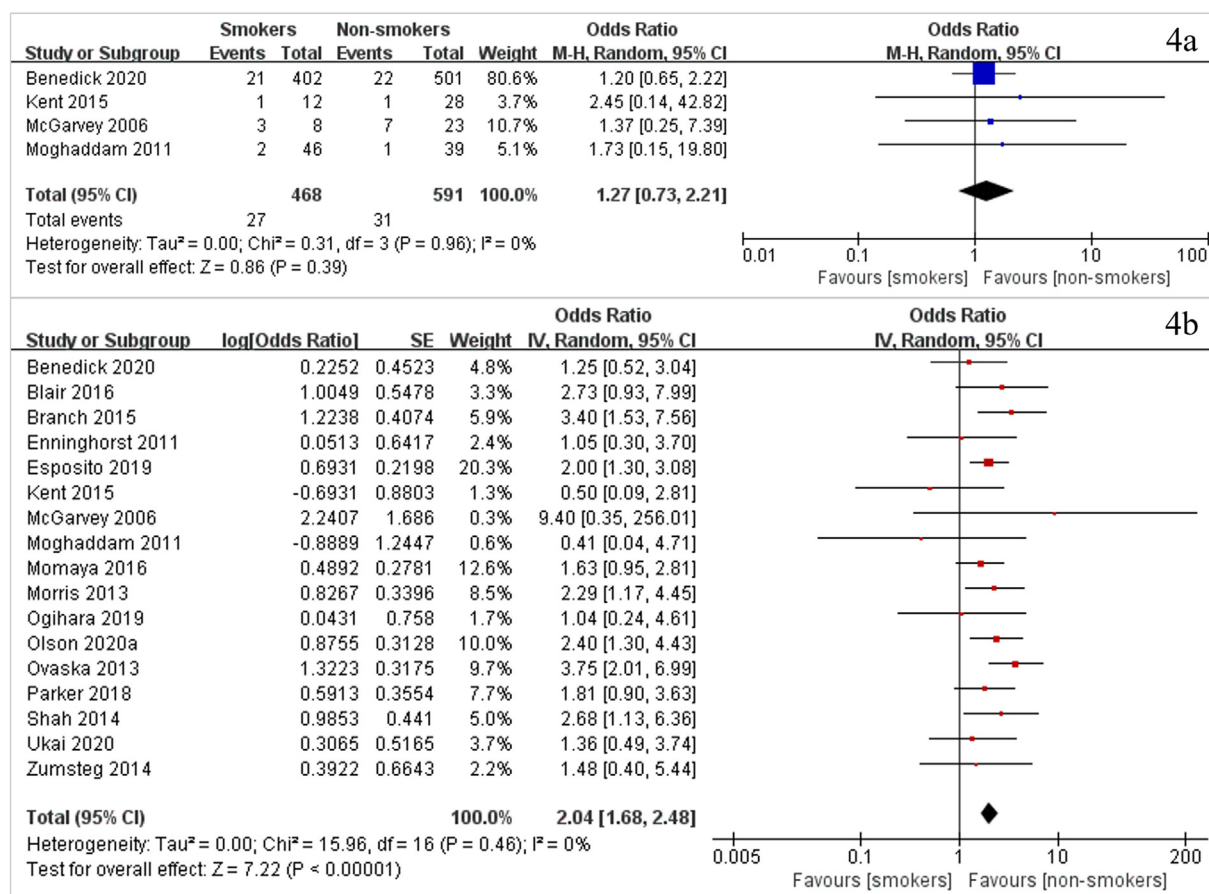 Smokers Non-smokers Odds Ratio Odds Ratio 4a
Study or Subgroup Events Total Events Total Weight M-H, Random, 95% CI M-H, Random, 95% CI
Benedick 2020 21 402 22 501 80.6% 1.20 [0.65, 2.22]
Kent 2015 1 12 1 28 3.7% 2.45 [0.14, 42.82]
McGarvey 2006 3 8 7 23 10.7% 1.37 [0.25, 7.39]
Moghaddam 2011 2 46 1 39 5.1% 1.73 [0.15, 19.80]
Total (95% CI) 468 591 100.0% 1.27 [0.73, 2.21]
Total events 27 31
Heterogeneity: Tau² = 0.00; Chi² = 0.31, df = 3 (P = 0.96); I² = 0%
Test for overall effect: Z = 0.86 (P = 0.39)
0.01 0.1 1 10 100
Favours [smokers] Favours [non-smokers]
Odds Ratio Odds Ratio 4b
Study or Subgroup log[Odds Ratio] SE Weight IV, Random, 95% CI IV, Random, 95% CI
Benedick 2020 0.2252 0.4523 4.8% 1.25 [0.52, 3.04]
Blair 2016 1.0049 0.5478 3.3% 2.73 [0.93, 7.99]
Branch 2015 1.2238 0.4074 5.9% 3.40 [1.53, 7.56]
Enninghorst 2011 0.0513 0.6417 2.4% 1.05 [0.30, 3.70]
Esposito 2019 0.6931 0.2198 20.3% 2.00 [1.30, 3.08]
Kent 2015 -0.6931 0.8803 1.3% 0.50 [0.09, 2.81]
McGarvey 2006 2.2407 1.686 0.3% 9.40 [0.35, 256.01]
Moghaddam 2011 -0.8889 1.2447 0.6% 0.41 [0.04, 4.71]
Momaya 2016 0.4892 0.2781 12.6% 1.63 [0.95, 2.81]
Morris 2013 0.8267 0.3396 8.5% 2.29 [1.17, 4.45]
Ogihara 2019 0.0431 0.758 1.7% 1.04 [0.24, 4.61]
Olson 2020a 0.8755 0.3128 10.0% 2.40 [1.30, 4.43]
Ovaska 2013 1.3223 0.3175 9.7% 3.75 [2.01, 6.99]
Parker 2018 0.5913 0.3554 7.7% 1.81 [0.90, 3.63]
Shah 2014 0.9853 0.441 5.0% 2.68 [1.13, 6.36]
Ukai 2020 0.3065 0.5165 3.7% 1.36 [0.49, 3.74]
Zumsteg 2014 0.3922 0.6643 2.2% 1.48 [0.40, 5.44]
Total (95% CI) 100.0% 2.04 [1.68, 2.48]
Heterogeneity: Tau² = 0.00; Chi² = 15.96, df = 16 (P = 0.46); I² = 0%
Test for overall effect: Z = 7.22 (P < 0.00001)
0.005 0.1 1 10 200
Favours [smokers] Favours [non-smokers]